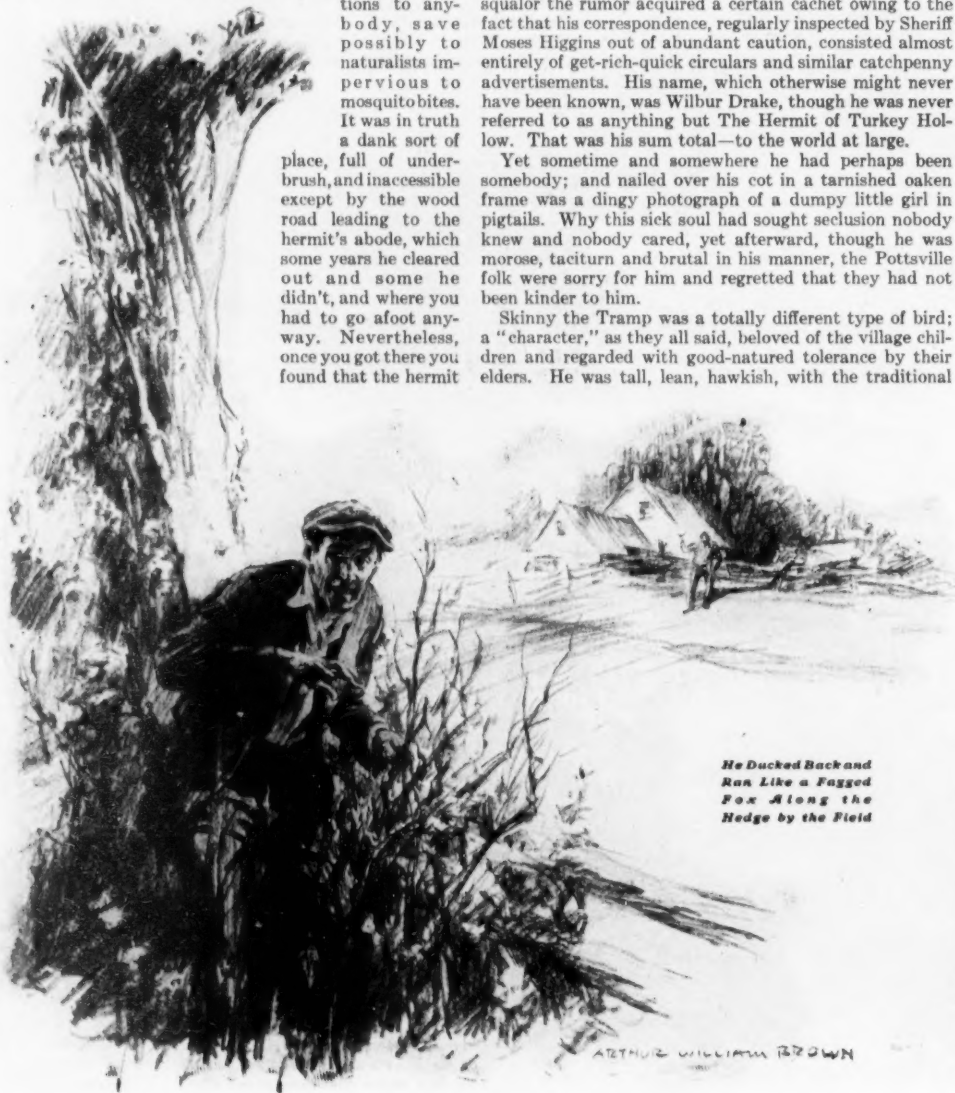 tions to any-
body, save
possibly to
naturalists im-
pervious to
mosquito bites.
It was in truth
a dank sort of
place, full of under-
brush, and inaccessible
except by the wood
road leading to the
hermit's abode, which
some years he cleared
out and some he
didn't, and where you
had to go afoot any-
way. Nevertheless,
once you got there you
found that the hermit
squalor the rumor acquired a certain cachet owing to the
fact that his correspondence, regularly inspected by Sheriff
Moses Higgins out of abundant caution, consisted almost
entirely of get-rich-quick circulars and similar catchpenny
advertisements. His name, which otherwise might never
have been known, was Wilbur Drake, though he was never
referred to as anything but The Hermit of Turkey Hol-
low. That was his sum total—to the world at large.
Yet sometime and somewhere he had perhaps been
somebody; and nailed over his cot in a tarnished oaken
frame was a dingy photograph of a dumpy little girl in
pigtails. Why this sick soul had sought seclusion nobody
knew and nobody cared, yet afterward, though he was
morose, taciturn and brutal in his manner, the Pottsville
folk were sorry for him and regretted that they had not
been kinder to him.
Skinny the Tramp was a totally different type of bird;
a "character," as they all said, beloved of the village chil-
dren and regarded with good-natured tolerance by their
elders. He was tall, lean, hawkish, with the traditional
He Ducked Back and
Ran Like a Fagged
Fox Along the
Hedge by the Field
ARTHUR WILLIAM BROWN